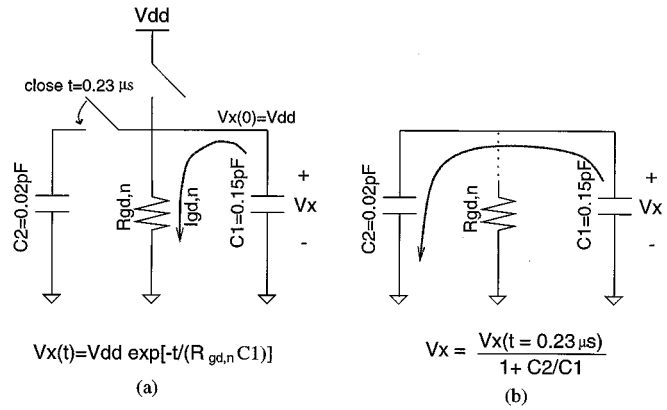 Vdd
close t=0.23 μs
Vx(0)=Vdd
C2=0.02pF
Rgd,n
Igd,n
C1=0.15pF
+
Vx
-
Vx(t)=Vdd exp[-t/(R gd,n C1)]
(a)
C2=0.02pF
Rgd,n
C1=0.15pF
+
Vx
-
Vx = Vx(t = 0.23 μs)
1+ C2/C1
(b)